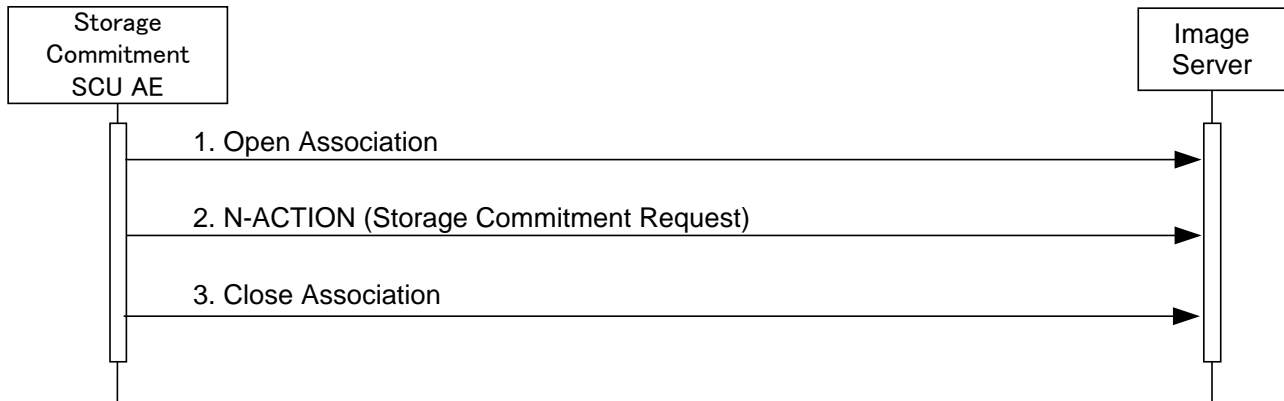 Storage
Commitment
SCU AE
Image
Server
1. Open Association
2. N-ACTION (Storage Commitment Request)
3. Close Association